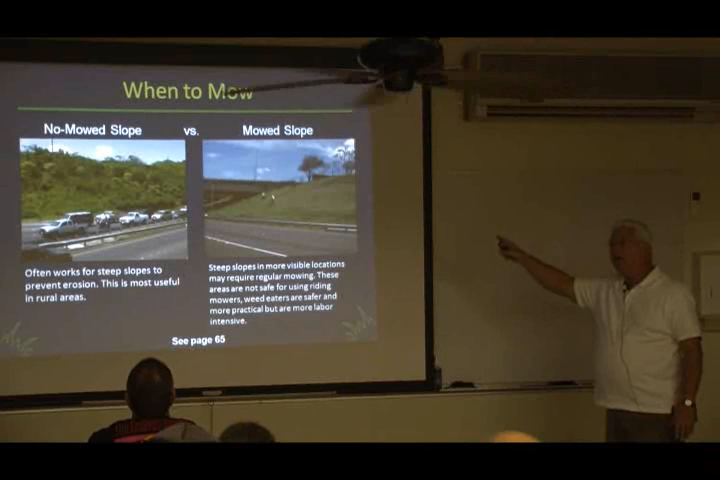 When to Mow
No-Mowed Slope vs. Mowed Slope
Often works for steep slopes to
prevent erosion. This is most useful
in rural areas.
Steep slopes in more visible locations
may require regular mowing. These
areas are not safe for using riding
mowers, weed eaters are safer and
more practical but are more labor
intensive.
See page 65